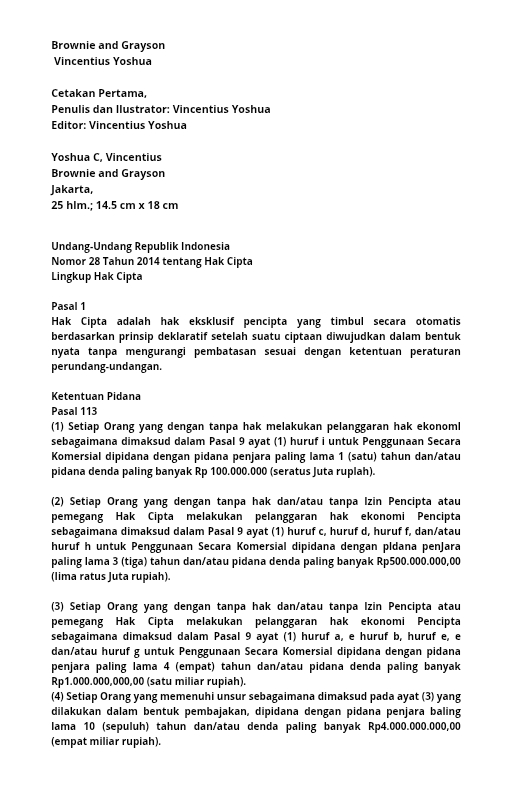 Brownie and Grayson
Vincentius Yoshua
Cetakan Pertama,
Penulis dan Ilustrator: Vincentius Yoshua
Editor: Vincentius Yoshua
Yoshua C, Vincentius
Brownie and Grayson
Jakarta,
25 hlm.; 14.5 cm x 18 cm
Undang-Undang Republik Indonesia
Nomor 28 Tahun 2014 tentang Hak Cipta
Lingkup Hak Cipta
Pasal 1
Hak Cipta adalah hak eksklusif pencipta yang timbul secara otomatis
berdasarkan prinsip deklaratif setelah suatu ciptaan diwujudkan dalam bentuk
nyata tanpa mengurangi pembatasan sesuai dengan ketentuan peraturan
perundang-undangan.
Ketentuan Pidana
Pasal 113
(1) Setiap Orang yang dengan tanpa hak melakukan pelanggaran hak ekonoml
sebagaimana dimaksud dalam Pasal 9 ayat (1) huruf i untuk Penggunaan Secara
Komersial dipidana dengan pidana penjara paling lama 1 (satu) tahun dan/atau
pidana denda paling banyak Rp 100.000.000 (seratus Juta ruplah).
(2) Setiap Orang yang dengan tanpa hak dan/atau tanpa Izin Pencipta atau
pemegang Hak Cipta melakukan pelanggaran hak ekonomi Pencipta
sebagaimana dimaksud dalam Pasal 9 ayat (1) huruf c, huruf d, huruf f, dan/atau
huruf h untuk Penggunaan Secara Komersial dipidana dengan pldana penJara
paling lama 3 (tiga) tahun dan/atau pidana denda paling banyak Rp500.000.000,00
(lima ratus Juta rupiah).
(3) Setiap Orang yang dengan tanpa hak dan/atau tanpa Izin Pencipta atau
pemegang Hak Cipta melakukan pelanggaran hak ekonomi Pencipta
sebagaimana dimaksud dalam Pasal 9 ayat (1) huruf a, e huruf b, huruf e, e
dan/atau huruf g untuk Penggunaan Secara Komersial dipidana dengan pidana
penjara paling lama 4 (empat) tahun dan/atau pidana denda paling banyak
Rp1.000.000,000,00 (satu miliar rupiah).
(4) Setiap Orang yang memenuhi unsur sebagaimana dimaksud pada ayat (3) yang
dilakukan dalam bentuk pembajakan, dipidana dengan pidana penjara baling
lama 10 (sepuluh) tahun dan/atau denda paling banyak Rp4.000.000.000,00
(empat miliar rupiah).